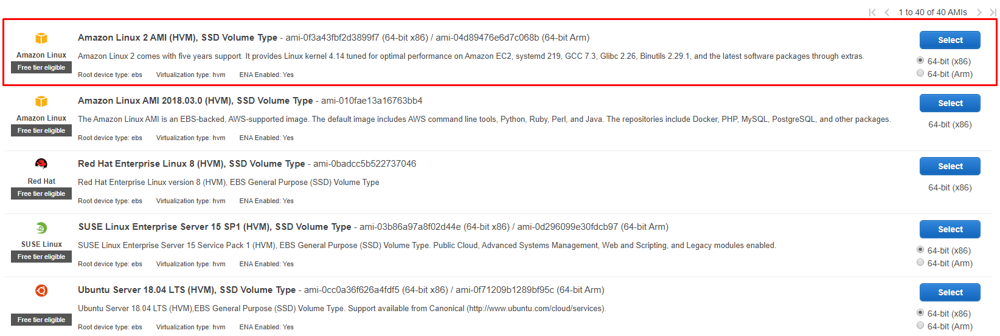 1 to 40 of 40 AMIs
Amazon Linux 2 AMI (HVM), SSD Volume Type - ami-0f3a43fbf2d3899f7 (64-bit x86) / ami-04d89476e6d7c068b (64-bit Arm)
Select
Amazon Linux
Free tier eligible
Amazon Linux 2 comes with five years support. It provides Linux kernel 4.14 tuned for optimal performance on Amazon EC2, systemd 219, GCC 7.3, Glibc 2.26, Binutils 2.29.1, and the latest software packages through extras.
64-bit (x86)
64-bit (Arm)
Root device type: ebs Virtualization type: hvm ENA Enabled: Yes
Amazon Linux AMI 2018.03.0 (HVM), SSD Volume Type - ami-010fae13a16763bb4
Select
Amazon Linux
Free tier eligible
The Amazon Linux AMI is an EBS-backed, AWS-supported image. The default image includes AWS command line tools, Python, Ruby, Perl, and Java. The repositories include Docker, PHP, MySQL, PostgreSQL, and other packages.
64-bit (x86)
Root device type: ebs Virtualization type: hvm ENA Enabled: Yes
Red Hat Enterprise Linux 8 (HVM), SSD Volume Type - ami-0badcc5b522737046
Select
Red Hat
Free tier eligible
Red Hat Enterprise Linux version 8 (HVM), EBS General Purpose (SSD) Volume Type
64-bit (x86)
Root device type: ebs Virtualization type: hvm ENA Enabled: Yes
SUSE Linux Enterprise Server 15 SP1 (HVM), SSD Volume Type - ami-03b86a97a8f02d44e (64-bit x86) / ami-0d296099e30fdcb97 (64-bit Arm)
Select
SUSE Linux
Free tier eligible
SUSE Linux Enterprise Server 15 Service Pack 1 (HVM), EBS General Purpose (SSD) Volume Type. Public Cloud, Advanced Systems Management, Web and Scripting, and Legacy modules enabled.
64-bit (x86)
64-bit (Arm)
Root device type: ebs Virtualization type: hvm ENA Enabled: Yes
Ubuntu Server 18.04 LTS (HVM), SSD Volume Type - ami-0cc0a36f626a4fdf5 (64-bit x86) / ami-0f71209b1289bf95c (64-bit Arm)
Select
Free tier eligible
Ubuntu Server 18.04 LTS (HVM),EBS General Purpose (SSD) Volume Type. Support available from Canonical (http://www.ubuntu.com/cloud/services).
64-bit (x86)
64-bit (Arm)
Root device type: ebs Virtualization type: hvm ENA Enabled: Yes